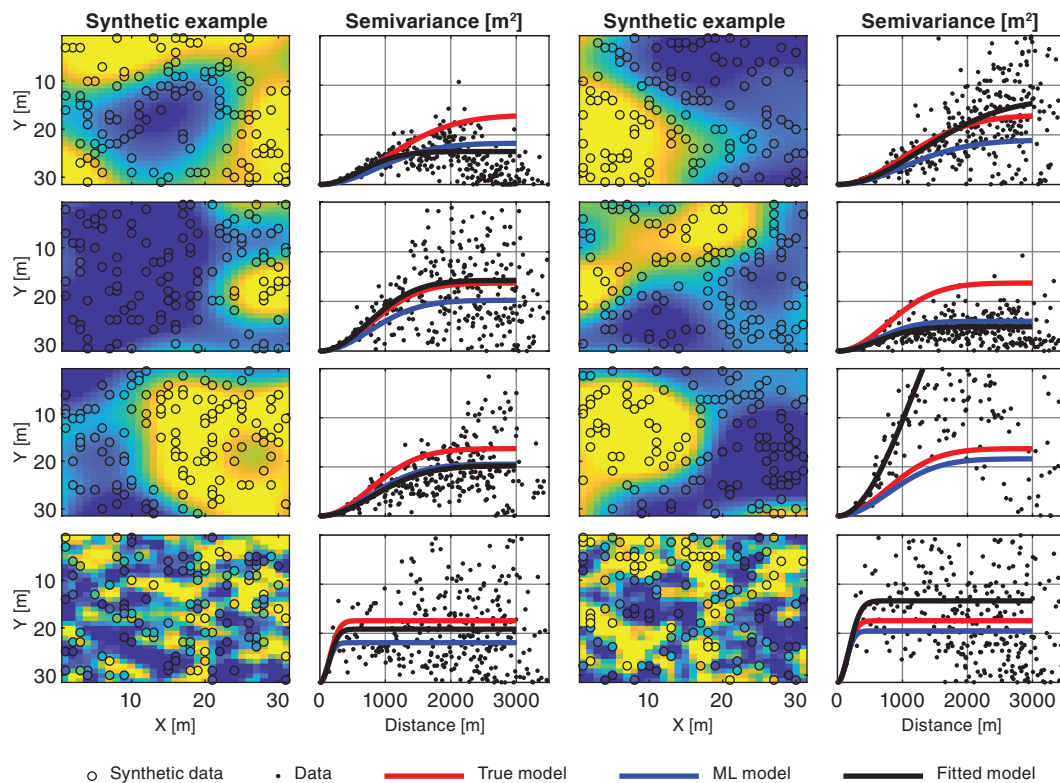 Synthetic example Semivariance [m²] Synthetic example Semivariance [m²]
Y [m] 10 20 30
Y [m] 10 20 30
Y [m] 10 20 30
Y [m] 10 20 30
10 20 30 0 1000 2000 3000 10 20 30 0 1000 2000 3000
X [m] Distance [m] X [m] Distance [m]
Synthetic data Data True model ML model Fitted model